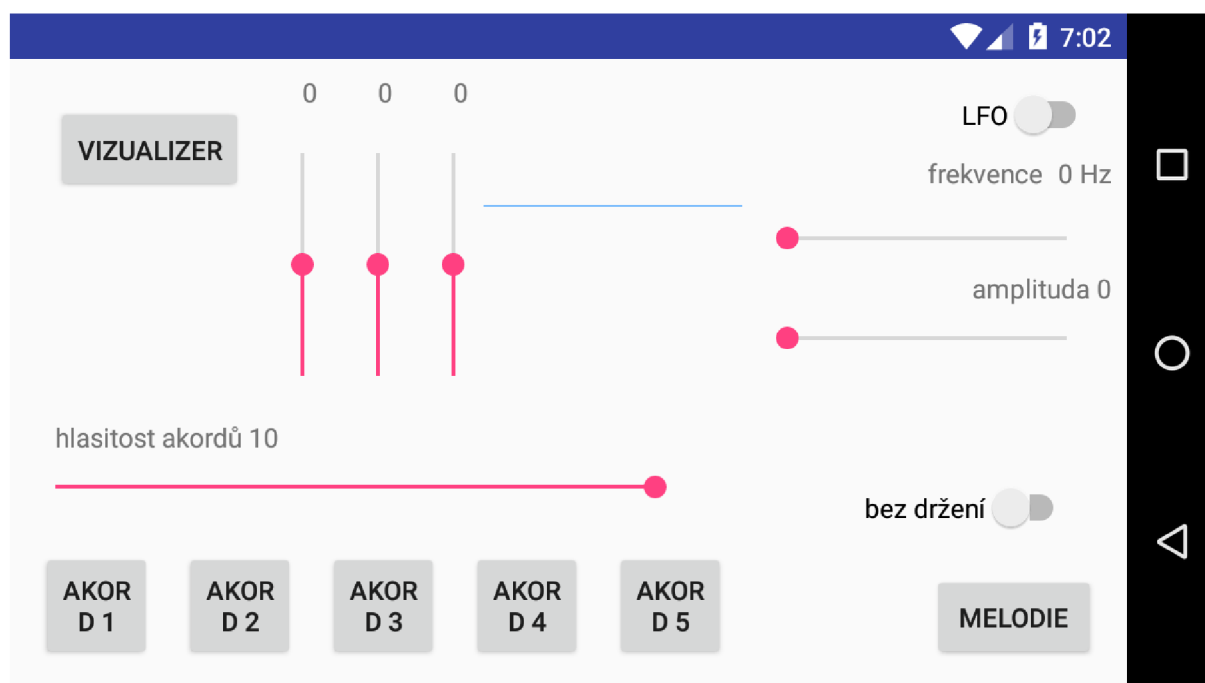 7:02
0 0 0
VIZUALIZER
LFO
frekvence 0 Hz
amplituda 0
hlasitost akordů 10
bez držení
AKOR
D 1
AKOR
D 2
AKOR
D 3
AKOR
D 4
AKOR
D 5
MELODIE